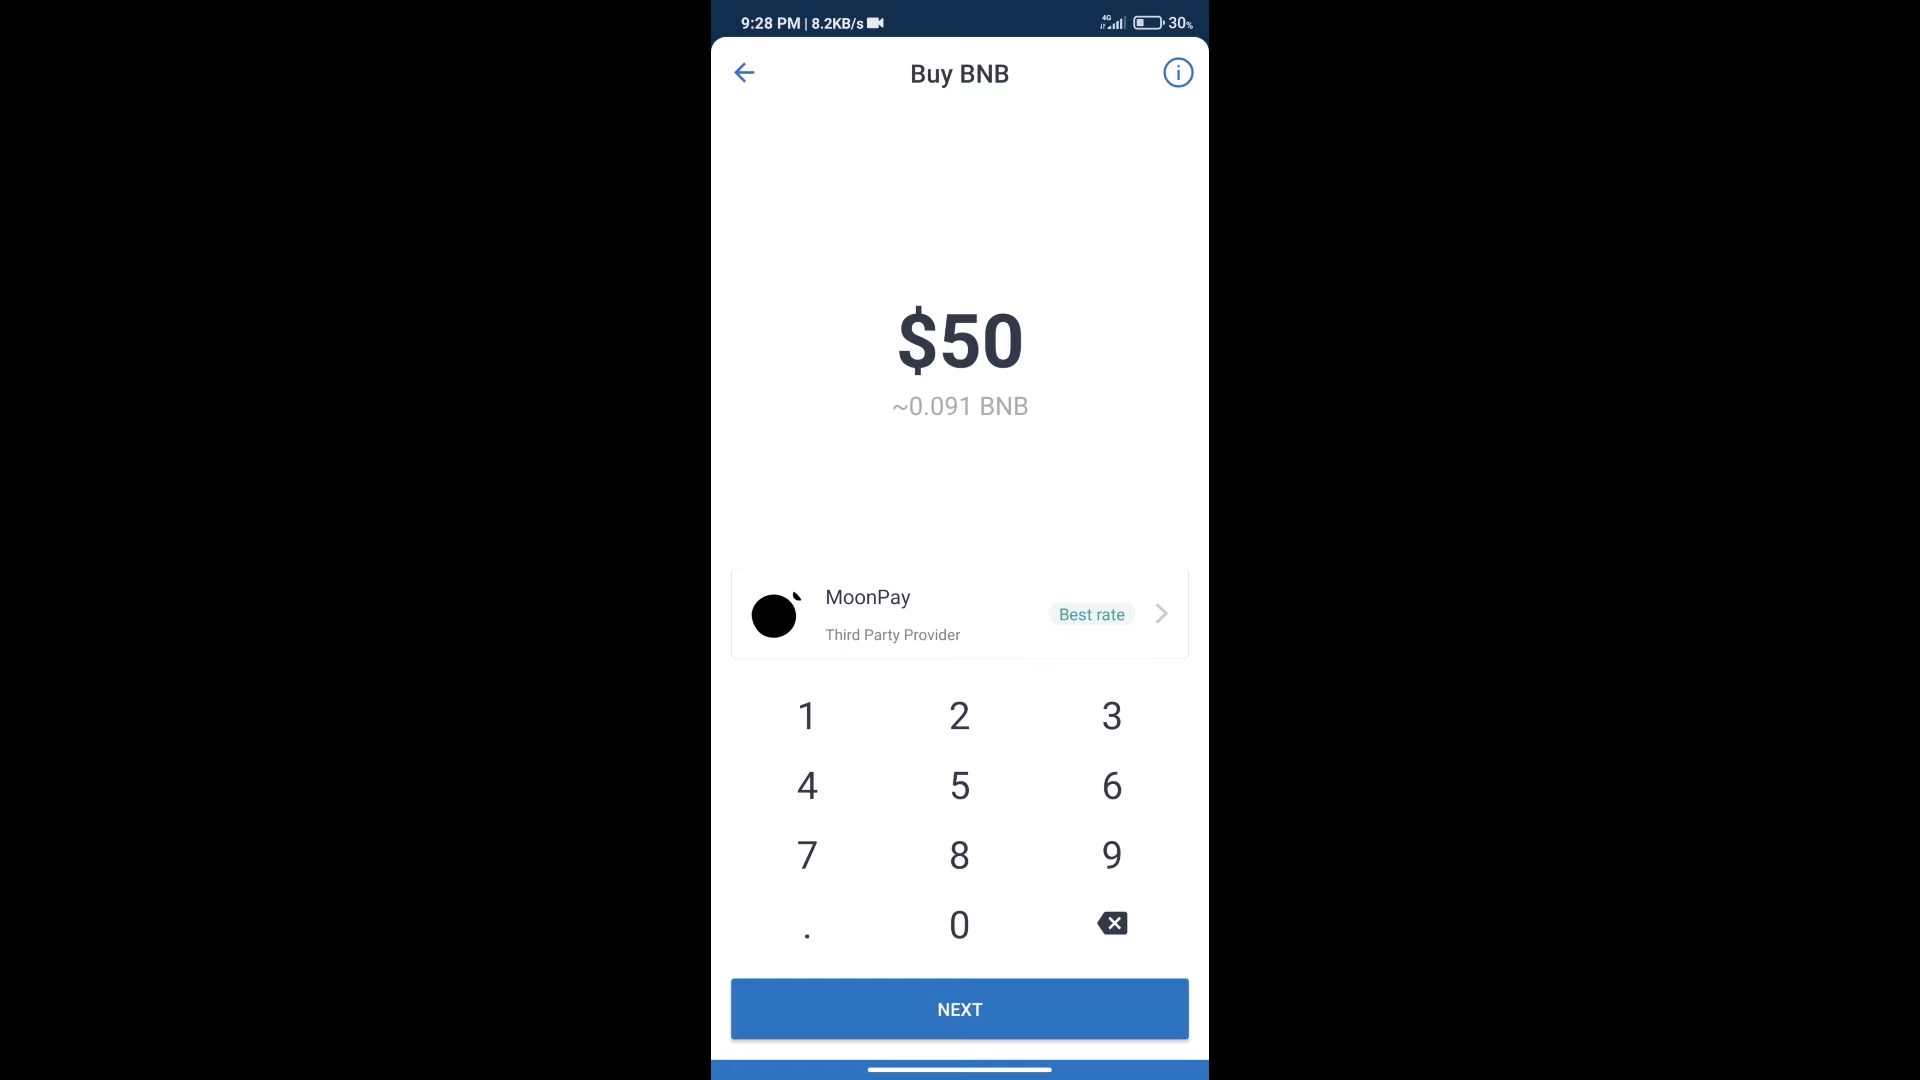 9:28 PM | 8.2KB/s 4G 30%
Buy BNB
$50
~0.091 BNB
MoonPay
Third Party Provider
Best rate
1 2 3
4 5 6
7 8 9
. 0
NEXT